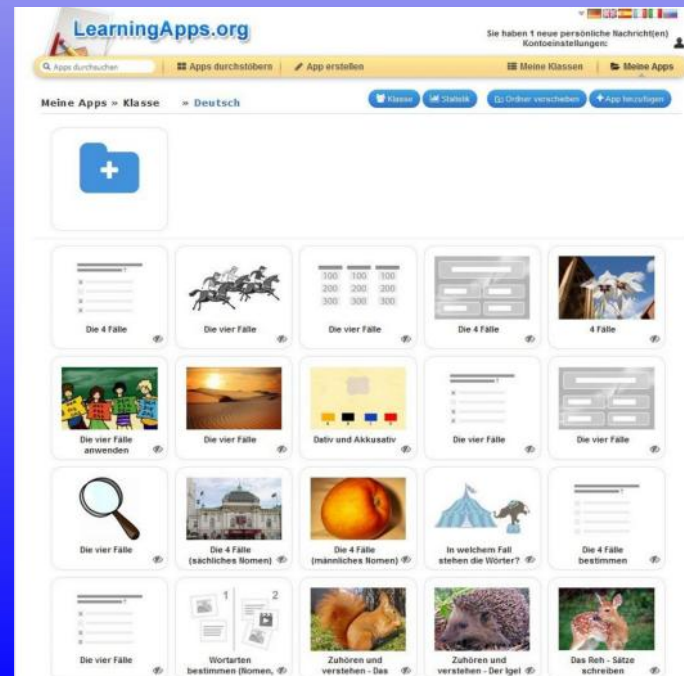 LearningApps.org
Sie haben 1 neue persönliche Nachricht(en)
Kontoeinstellungen:
Apps durchsuchen
Apps durchstöbern
App erstellen
Meine Klassen
Meine Apps
Meine Apps » Klasse » Deutsch
Klasse
Statistik
Ordner verschieben
App hinzufügen
?
100 100 100
200 200 200
300 300 300
Die 4 Fälle
Die vier Fälle
Die vier Fälle
Die 4 Fälle
4 Fälle
?
Die vier Fälle
anwenden
Die vier Fälle
Dativ und Akkusativ
Die vier Fälle
Die vier Fälle
?
Die vier Fälle
Die 4 Fälle
(sächliches Nomen)
Die 4 Fälle
(männliches Nomen)
In welchem Fall
stehen die Wörter?
Die 4 Fälle
bestimmen
?
1 2
Die vier Fälle
Wortarten
bestimmen (Nomen,
Zuhören und
verstehen - Das
Zuhören und
verstehen - Der Igel
Das Reh - Sätze
schreiben